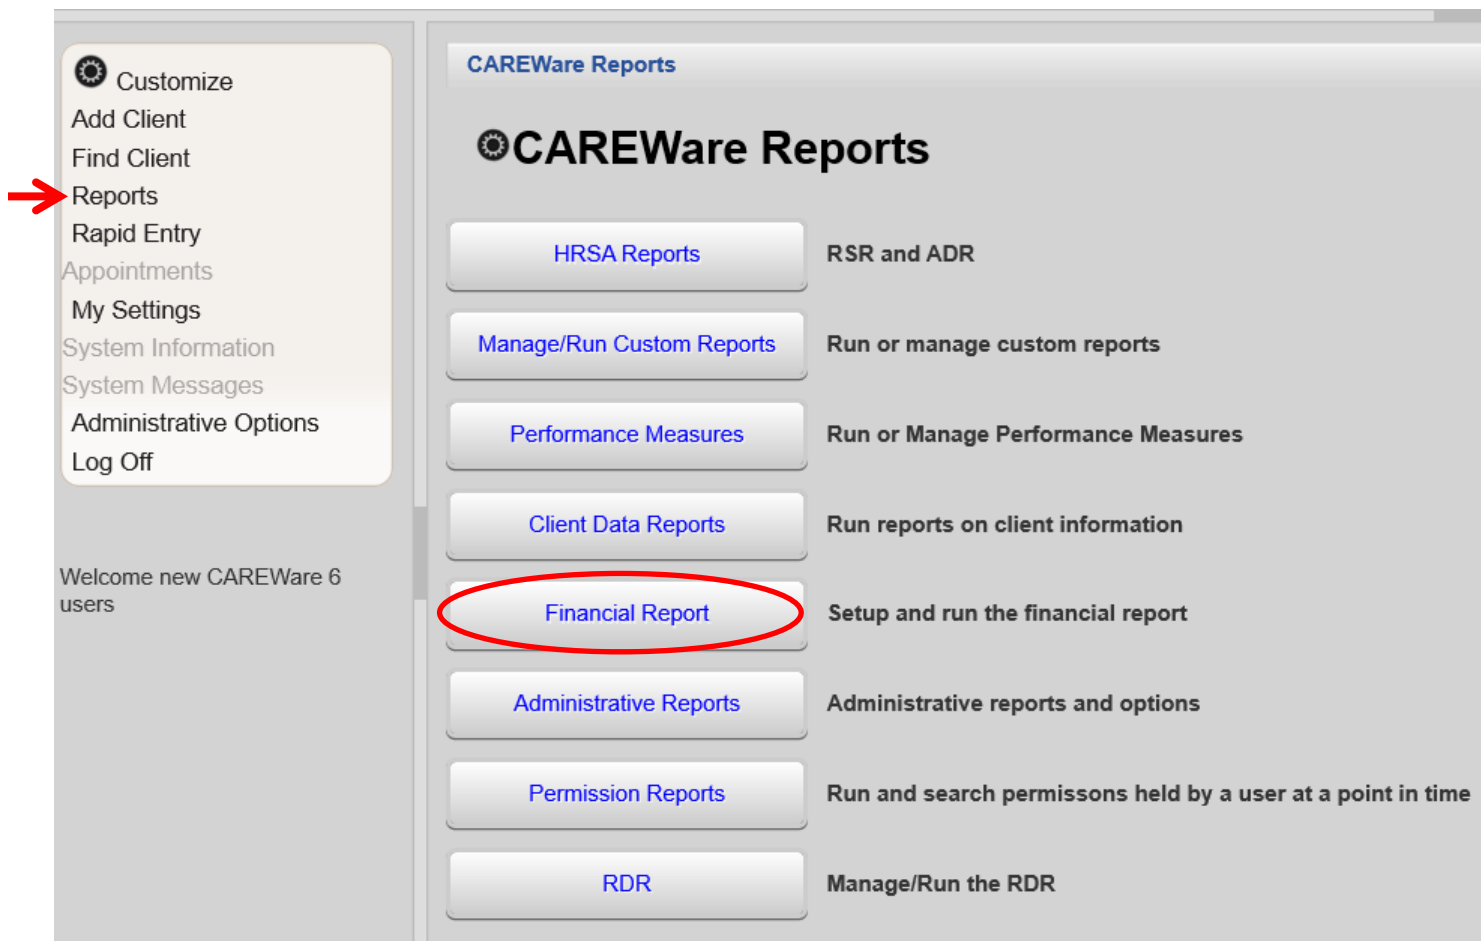 Customize
Add Client
Find Client
Reports
Rapid Entry
Appointments
My Settings
System Information
System Messages
Administrative Options
Log Off
Welcome new CAREWare 6
users
CAREWare Reports
CAREWare Reports
HRSA Reports RSR and ADR
Manage/Run Custom Reports Run or manage custom reports
Performance Measures Run or Manage Performance Measures
Client Data Reports Run reports on client information
Financial Report Setup and run the financial report
Administrative Reports Administrative reports and options
Permission Reports Run and search permissons held by a user at a point in time
RDR Manage/Run the RDR